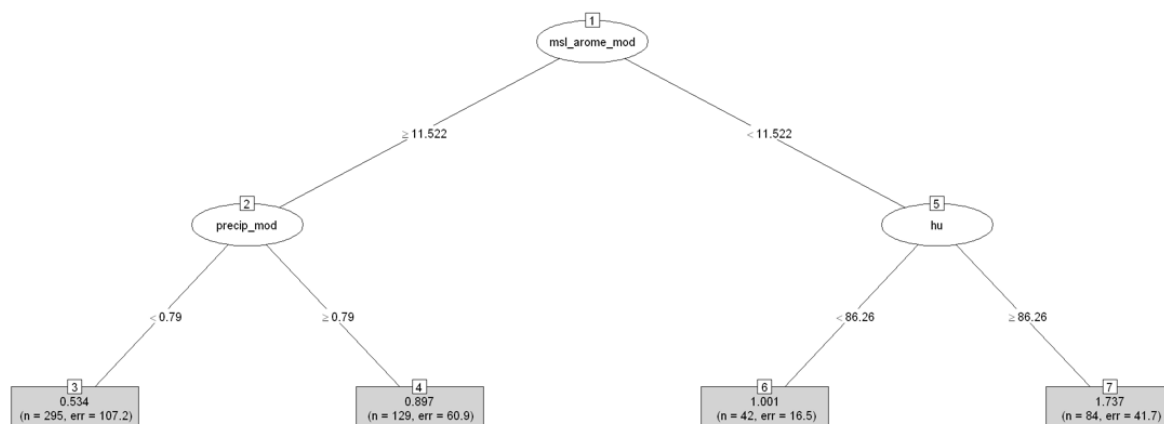 1
msl_arome_mod
≥ 11.522
< 11.522
2
precip_mod
5
hu
< 0.79
≥ 0.79
< 86.26
≥ 86.26
3
0.534
(n = 295, err = 107.2)
4
0.897
(n = 129, err = 60.9)
6
1.001
(n = 42, err = 16.5)
7
1.737
(n = 84, err = 41.7)